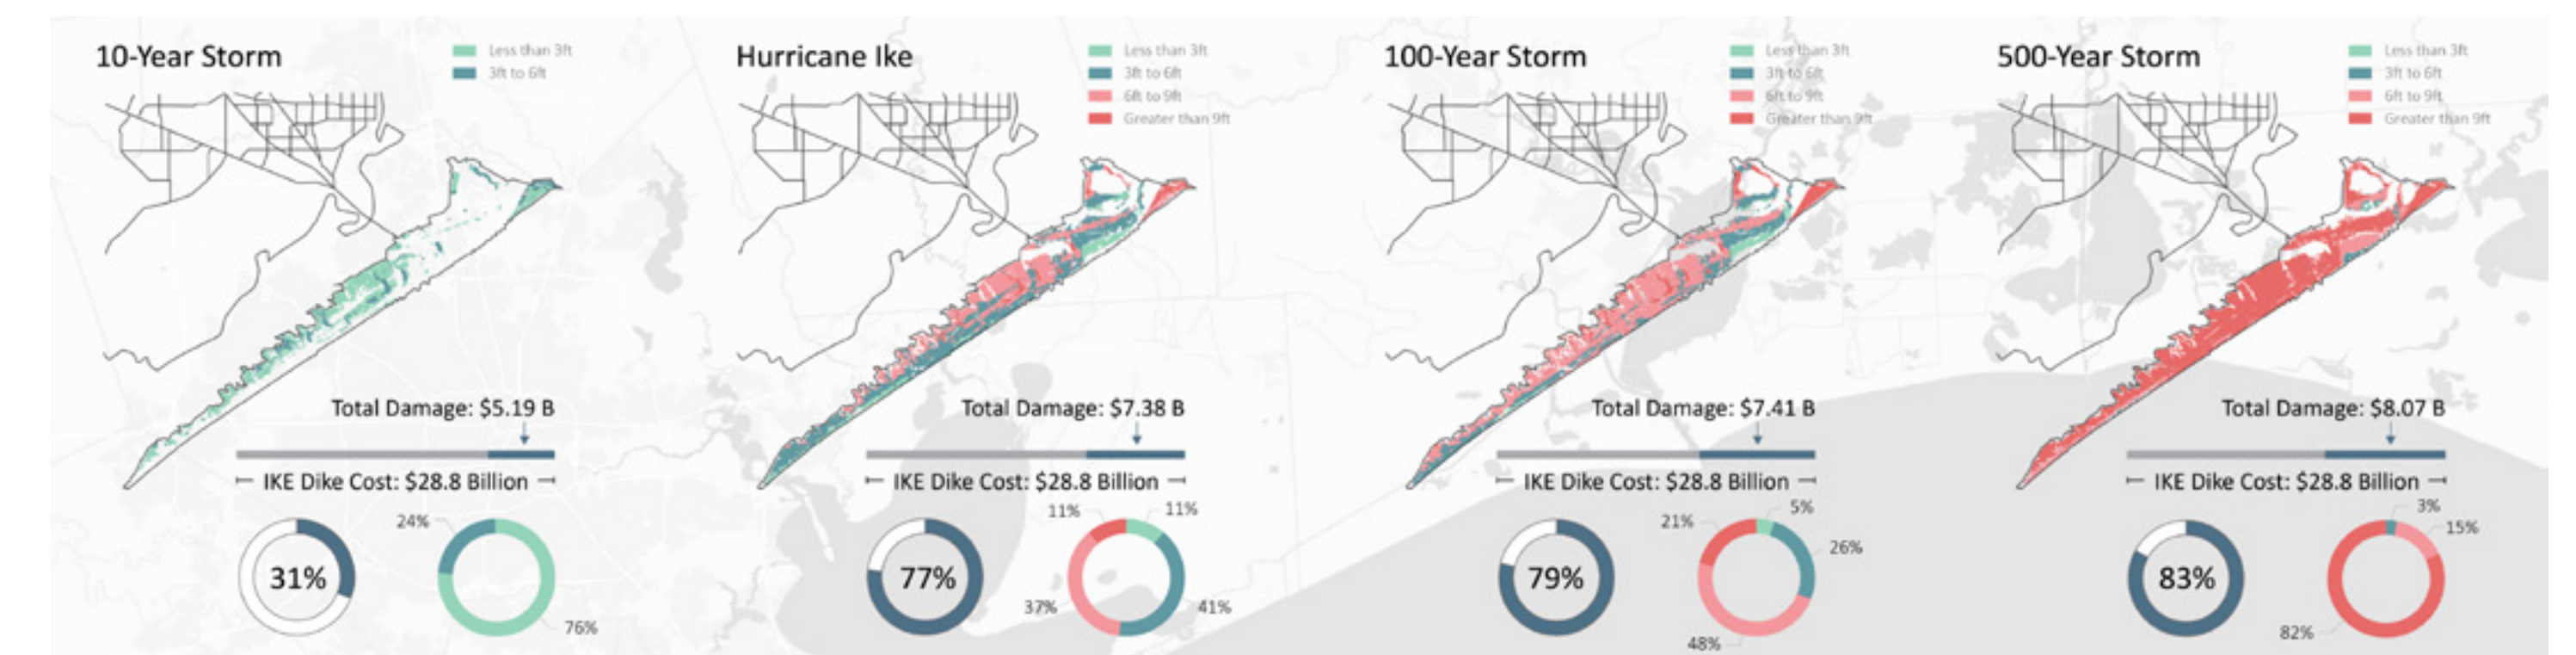 10-Year Storm
Less than 3ft
3ft to 6ft
Total Damage: $5.19 B
IKE Dike Cost: $28.8 Billion
24%
31%
76%
Hurricane Ike
Less than 3ft
3ft to 6ft
6ft to 9ft
Greater than 9ft
Total Damage: $7.38 B
IKE Dike Cost: $28.8 Billion
11%
11%
77%
37%
41%
100-Year Storm
Less than 3ft
3ft to 6ft
6ft to 9ft
Greater than 9ft
Total Damage: $7.41 B
IKE Dike Cost: $28.8 Billion
5%
21%
26%
79%
48%
500-Year Storm
Less than 3ft
3ft to 6ft
6ft to 9ft
Greater than 9ft
Total Damage: $8.07 B
IKE Dike Cost: $28.8 Billion
3%
15%
83%
82%